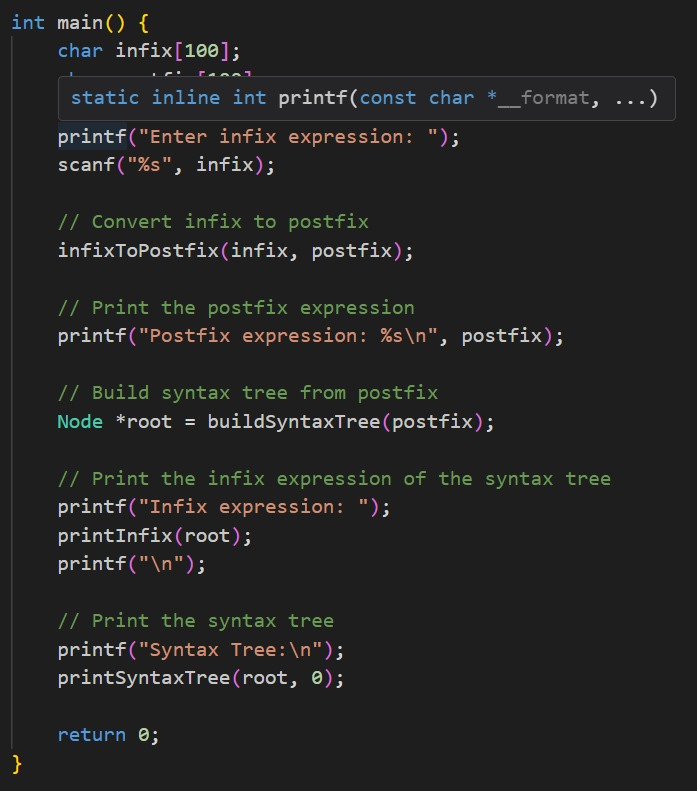 int main() {
char infix[100];
static inline int printf(const char *__format, ...)
printf("Enter infix expression: ");
scanf("%s", infix);
// Convert infix to postfix
infixToPostfix(infix, postfix);
// Print the postfix expression
printf("Postfix expression: %s\n", postfix);
// Build syntax tree from postfix
Node *root = buildSyntaxTree(postfix);
// Print the infix expression of the syntax tree
printf("Infix expression: ");
printInfix(root);
printf("\n");
// Print the syntax tree
printf("Syntax Tree:\n");
printSyntaxTree(root, 0);
return 0;
}